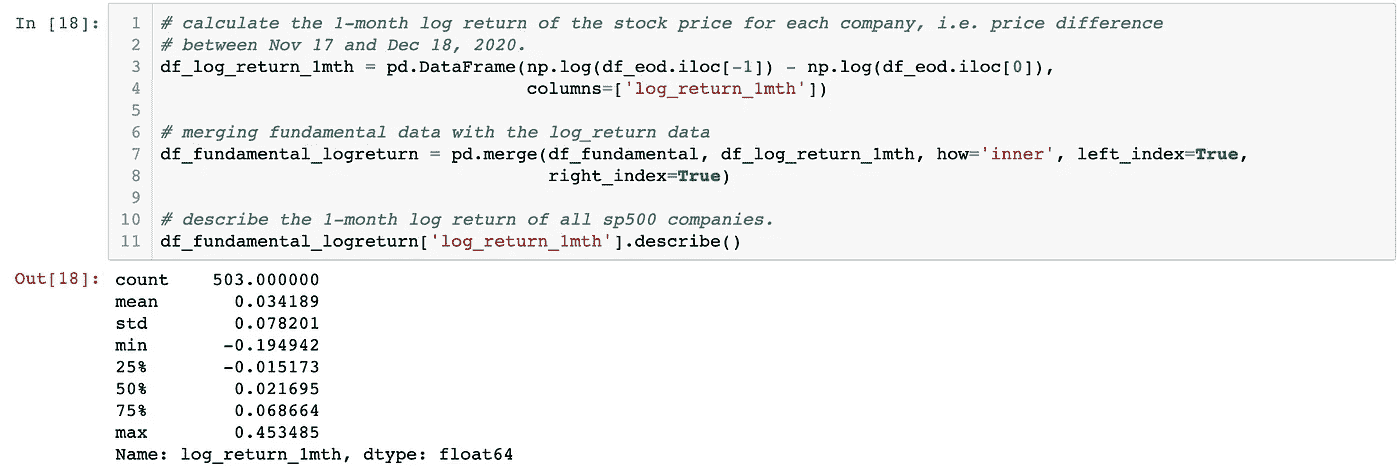 In [18]:
1 # calculate the 1-month log return of the stock price for each company, i.e. price difference
2 # between Nov 17 and Dec 18, 2020.
3 df_log_return_1mth = pd.DataFrame(np.log(df_eod.iloc[-1]) - np.log(df_eod.iloc[0]),
4 columns=['log_return_1mth'])
5
6 # merging fundamental data with the log_return data
7 df_fundamental_logreturn = pd.merge(df_fundamental, df_log_return_1mth, how='inner', left_index=True,
8 right_index=True)
9
10 # describe the 1-month log return of all sp500 companies.
11 df_fundamental_logreturn['log_return_1mth'].describe()
Out[18]:
count 503.000000
mean 0.034189
std 0.078201
min -0.194942
25% -0.015173
50% 0.021695
75% 0.068664
max 0.453485
Name: log_return_1mth, dtype: float64